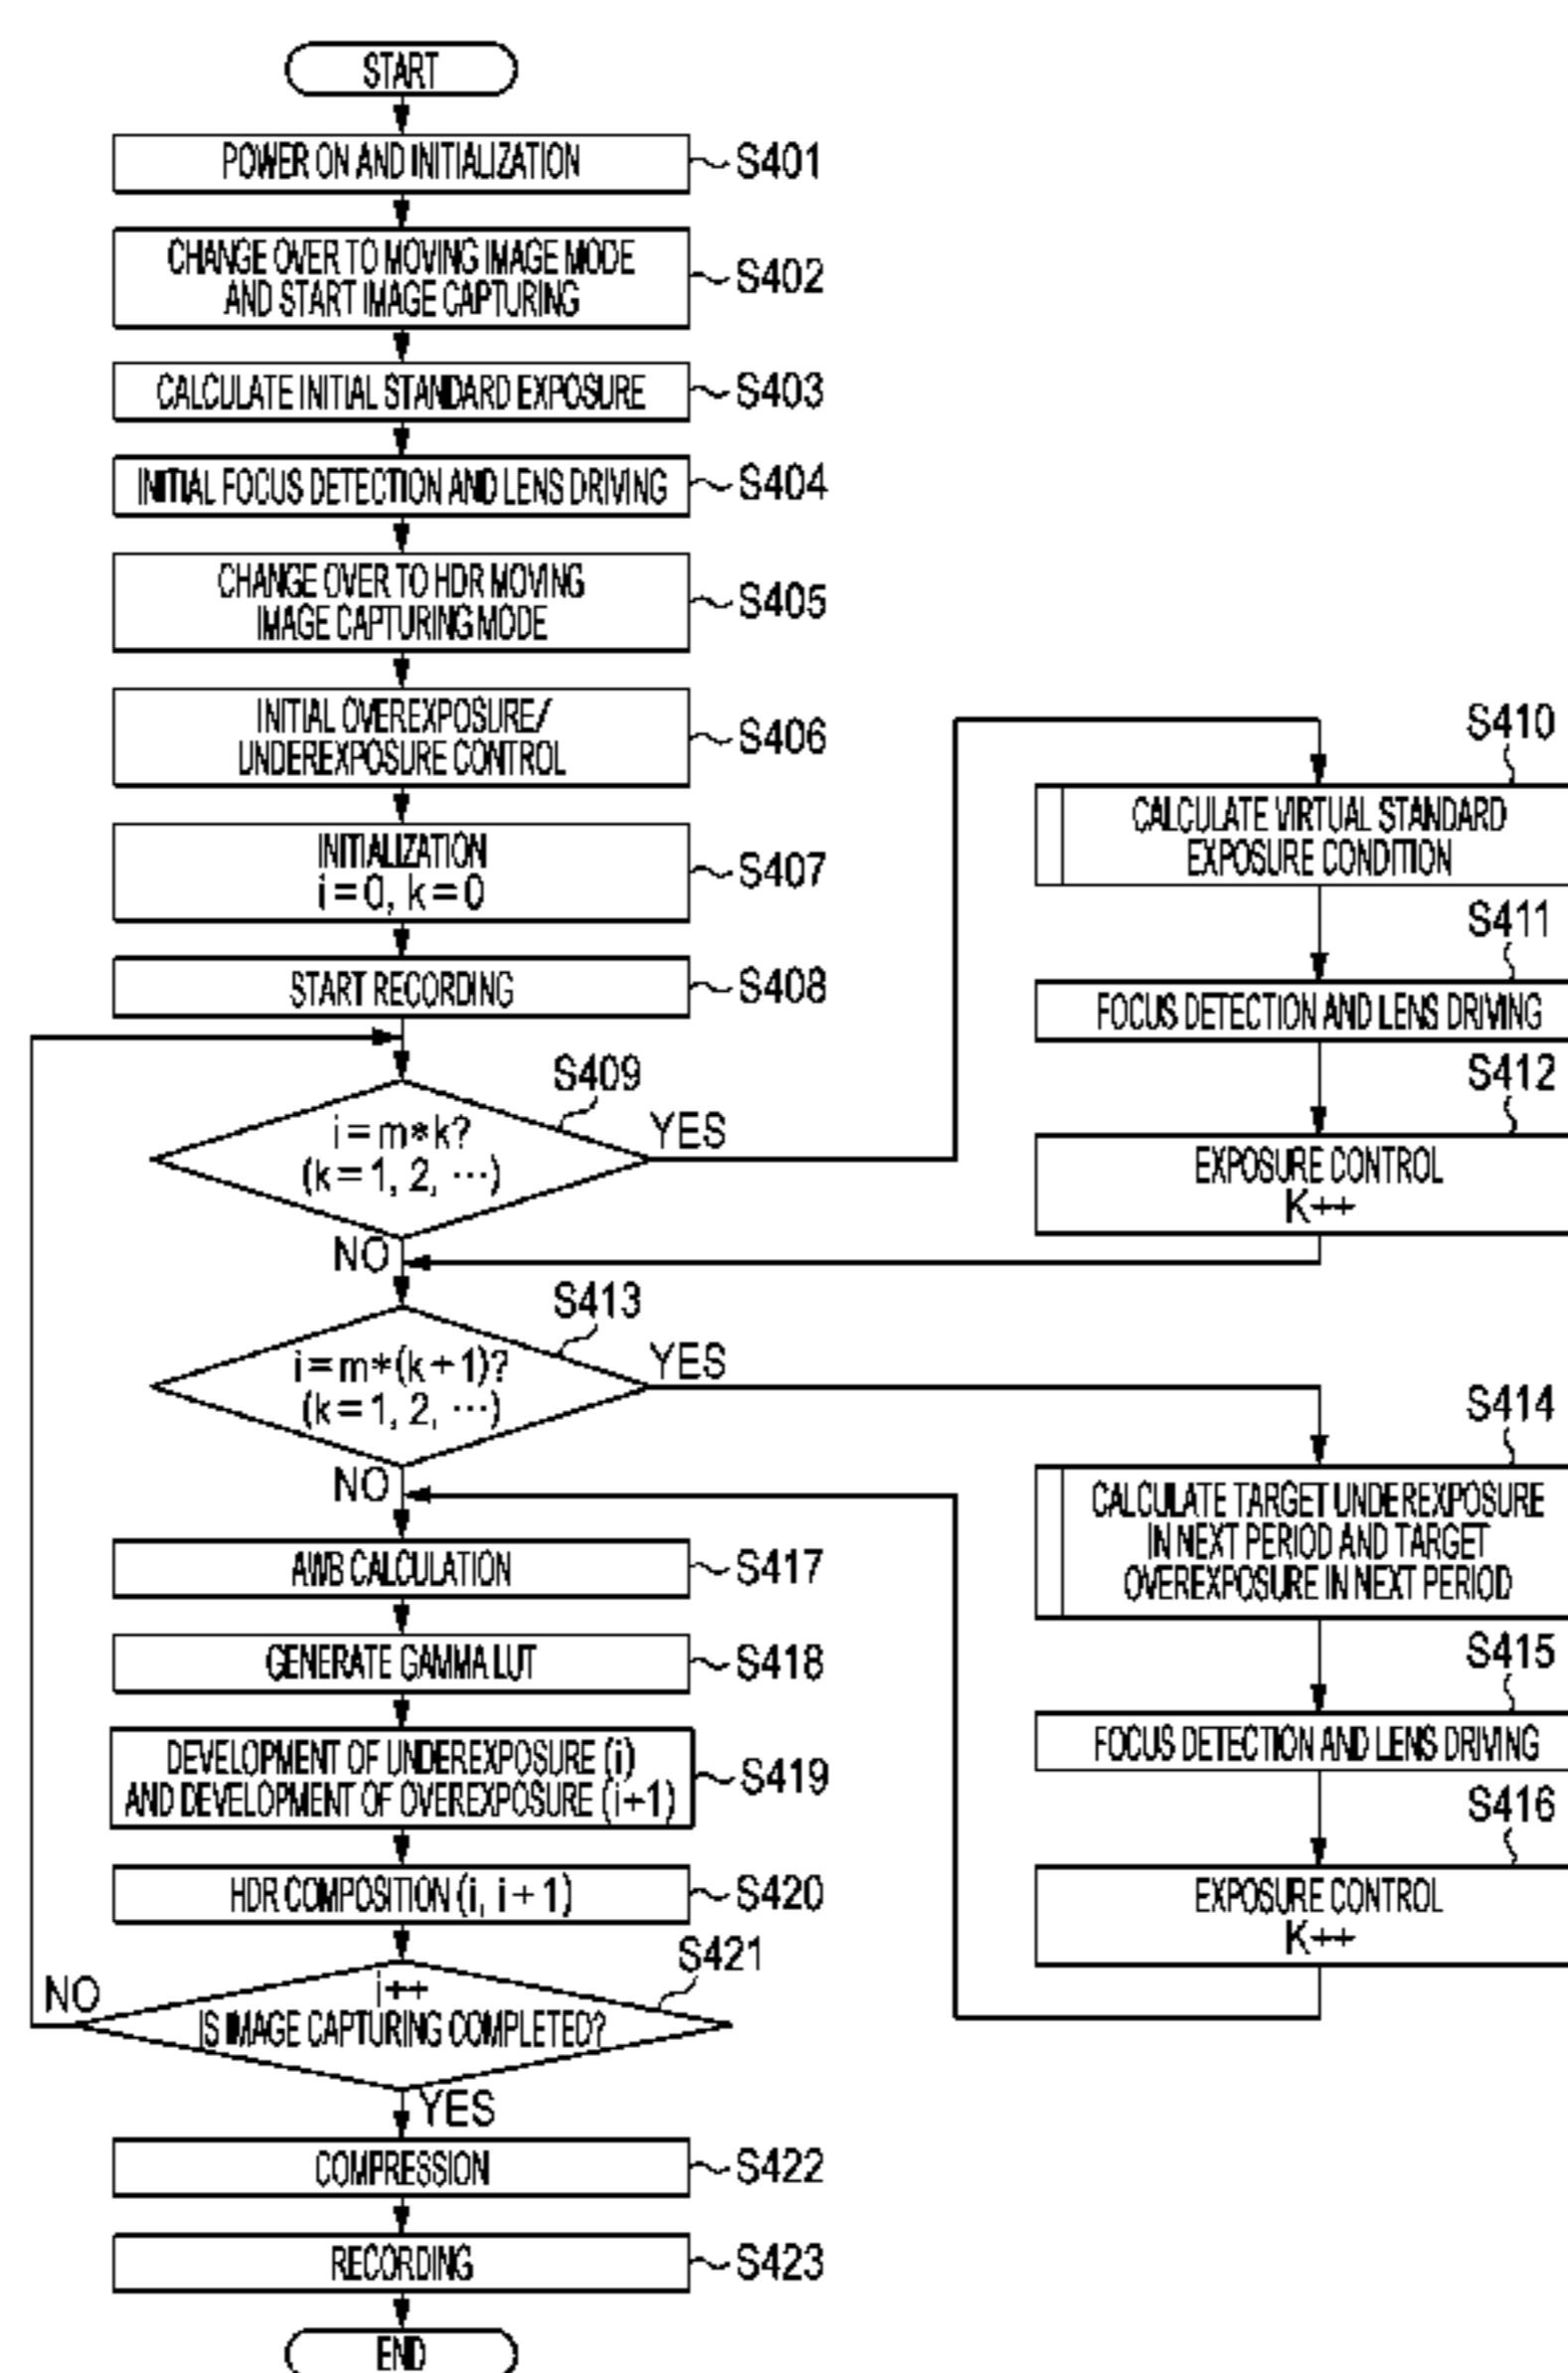 START
POWER ON AND INITIALIZATION
S401
CHANGE OVER TO MOVING IMAGE MODE
AND START IMAGE CAPTURING
S402
CALCULATE INITIAL STANDARD EXPOSURE
S403
INITIAL FOCUS DETECTION AND LENS DRIVING
S404
CHANGE OVER TO HDR MOVING
IMAGE CAPTURING MODE
S405
INITIAL OVEREXPOSURE/
UNDEREXPOSURE CONTROL
S406
INITIALIZATION
i=0, k=0
S407
START RECORDING
S408
S409
i=m*k?
(k=1, 2, ···)
YES
NO
S410
CALCULATE VIRTUAL STANDARD
EXPOSURE CONDITION
S411
FOCUS DETECTION AND LENS DRIVING
S412
EXPOSURE CONTROL
K++
S413
i=m*(k+1)?
(k=1, 2, ···)
YES
NO
S414
CALCULATE TARGET UNDEREXPOSURE
IN NEXT PERIOD AND TARGET
OVEREXPOSURE IN NEXT PERIOD
S415
FOCUS DETECTION AND LENS DRIVING
S416
EXPOSURE CONTROL
K++
AWB CALCULATION
S417
GENERATE GAMMA LUT
S418
DEVELOPMENT OF UNDEREXPOSURE (i)
AND DEVELOPMENT OF OVEREXPOSURE (i+1)
S419
HDR COMPOSITION (i, i+1)
S420
S421
i++
IS IMAGE CAPTURING COMPLETED?
NO
YES
COMPRESSION
S422
RECORDING
S423
END